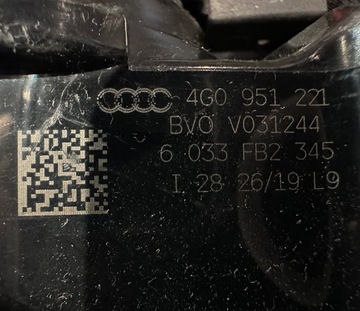 4G0 951 221
BVO V031244
6 033 FB2 345
I 28 26/19 L9